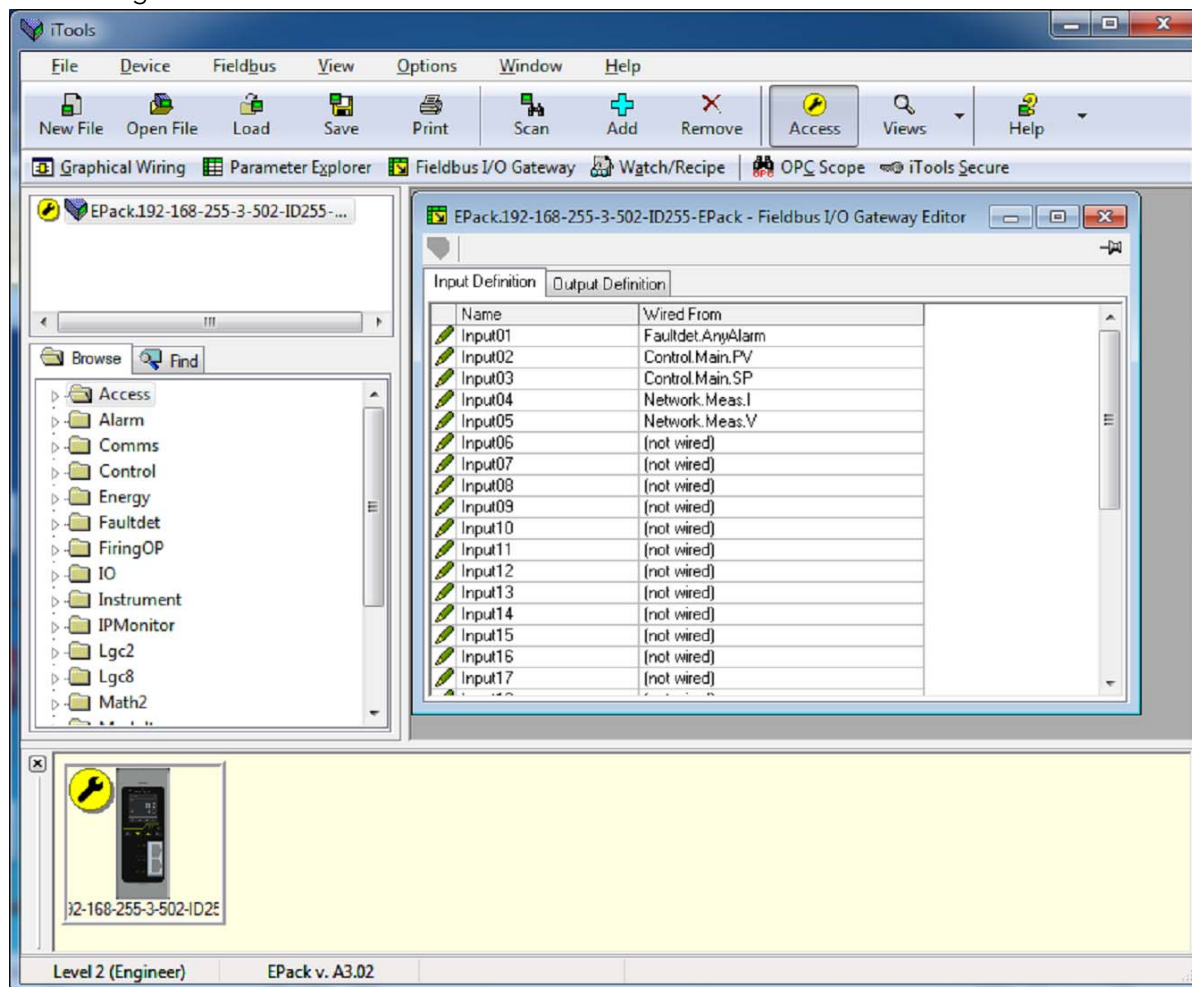 iTools
File Device Fieldbus View Options Window Help
New File Open File Load Save Print Scan Add Remove Access Views Help
Graphical Wiring Parameter Explorer Fieldbus I/O Gateway Watch/Recipe OPC Scope iTools Secure
EPack.192-168-255-3-502-ID255-...
Browse Find
Access
Alarm
Comms
Control
Energy
Faultdet
FiringOP
IO
Instrument
IPMonitor
Lgc2
Lgc8
Math2
EPack.192-168-255-3-502-ID255-EPack - Fieldbus I/O Gateway Editor
Input Definition Output Definition
Name Wired From
Input01 Faultdet.AnyAlarm
Input02 Control.Main.PV
Input03 Control.Main.SP
Input04 Network.Meas.I
Input05 Network.Meas.V
Input06 (not wired)
Input07 (not wired)
Input08 (not wired)
Input09 (not wired)
Input10 (not wired)
Input11 (not wired)
Input12 (not wired)
Input13 (not wired)
Input14 (not wired)
Input15 (not wired)
Input16 (not wired)
Input17 (not wired)
92-168-255-3-502-ID25
Level 2 (Engineer) EPack v. A3.02